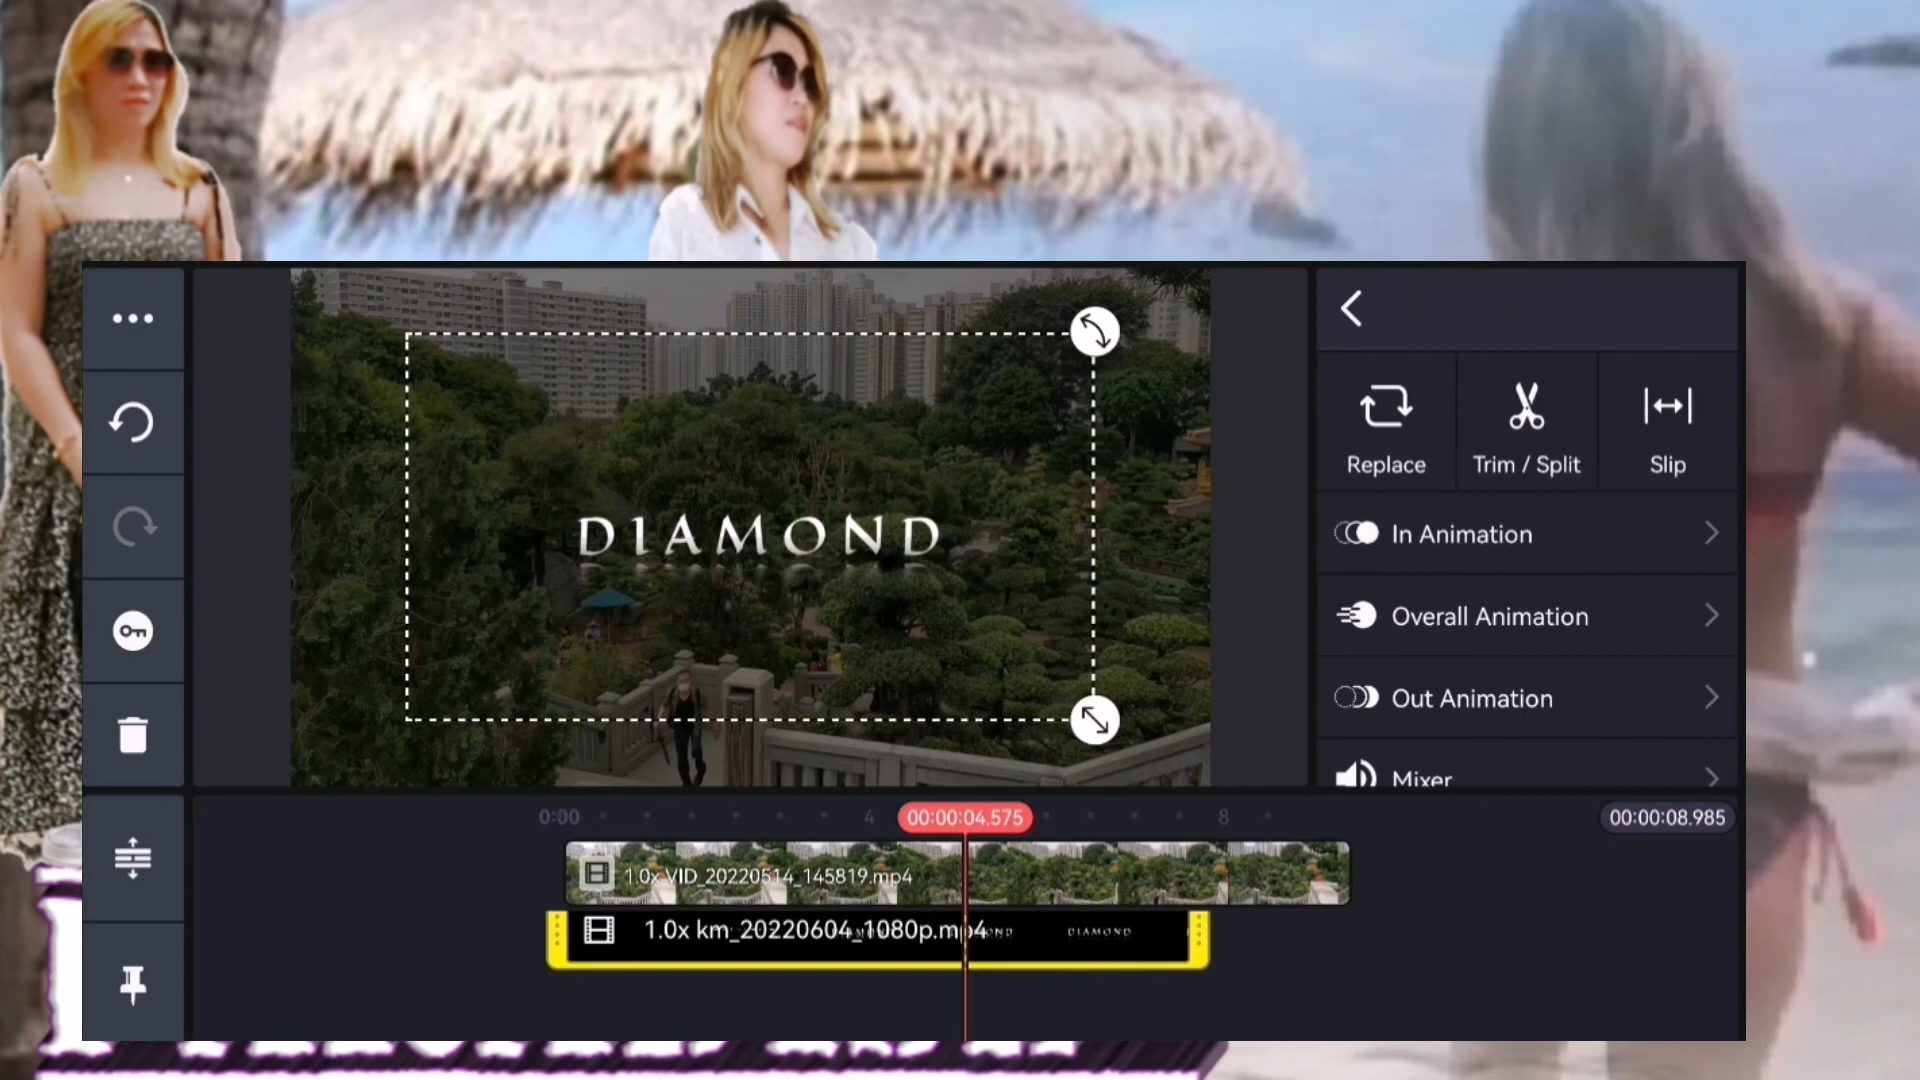 DIAMOND
Replace
Trim / Split
Slip
In Animation
Overall Animation
Out Animation
Mixer
0:00
4
00:00:04.575
8
00:00:08.985
1.0x VID_20220514_145819.mp4
1.0x km_20220604_1080p.mp4
DIAMOND